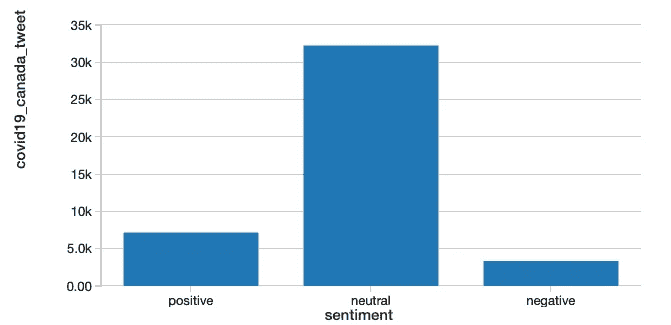 covid19_canada_tweet
35k
30k
25k
20k
15k
10k
5.0k
0.00
positive neutral negative
sentiment